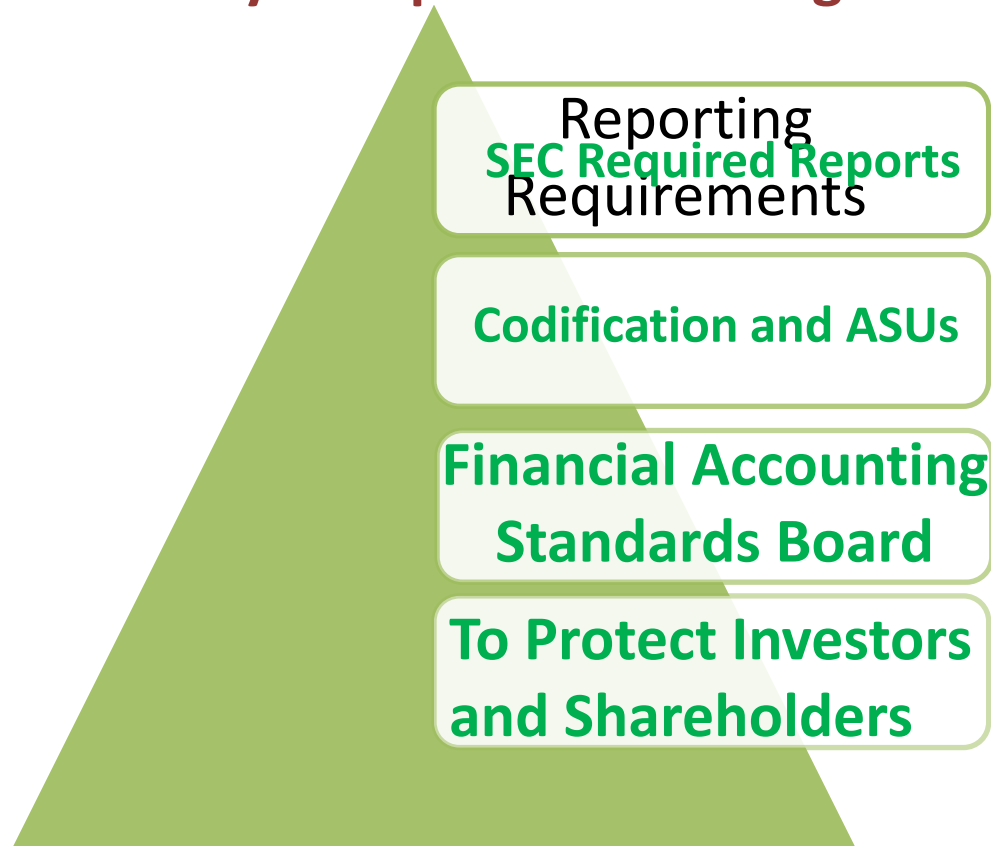 Reporting
SEC Required Reports
Requirements
Codification and ASUs
Financial Accounting
Standards Board
To Protect Investors
and Shareholders